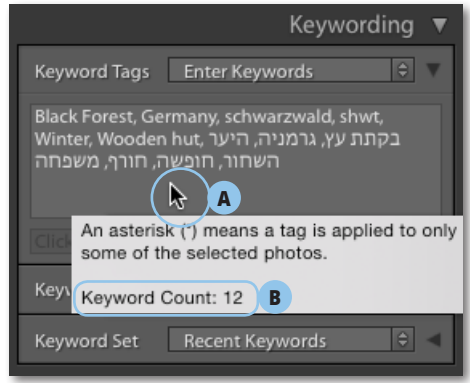 Keywording
Keyword Tags Enter Keywords
Black Forest, Germany, schwarzwald, shwt,
Winter, Wooden hut, בקתת עץ, גרמניה, היער
השחור, חופשה, חורף, משפחה
A
An asterisk (*) means a tag is applied to only
some of the selected photos.
Click
Keyword Count: 12 B
Keyword Set Recent Keywords